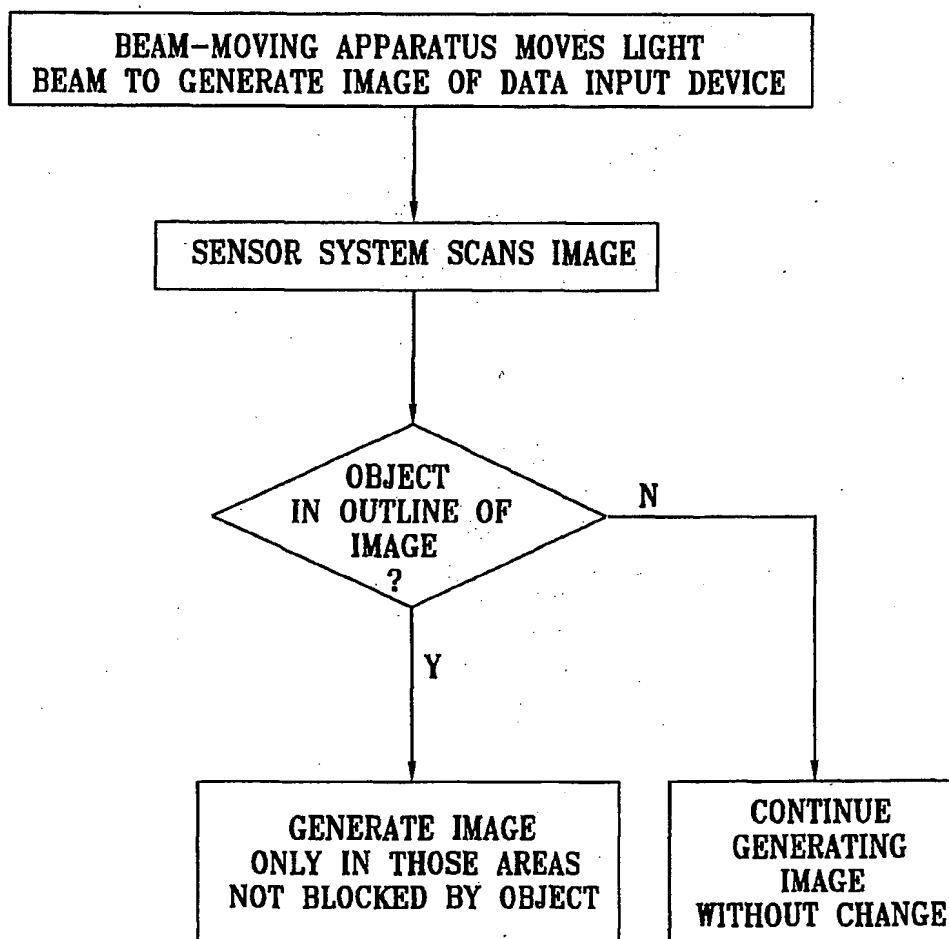 BEAM-MOVING APPARATUS MOVES LIGHT
BEAM TO GENERATE IMAGE OF DATA INPUT DEVICE
SENSOR SYSTEM SCANS IMAGE
OBJECT
IN OUTLINE OF
IMAGE
?
N
Y
GENERATE IMAGE
ONLY IN THOSE AREAS
NOT BLOCKED BY OBJECT
CONTINUE
GENERATING
IMAGE
WITHOUT CHANGE